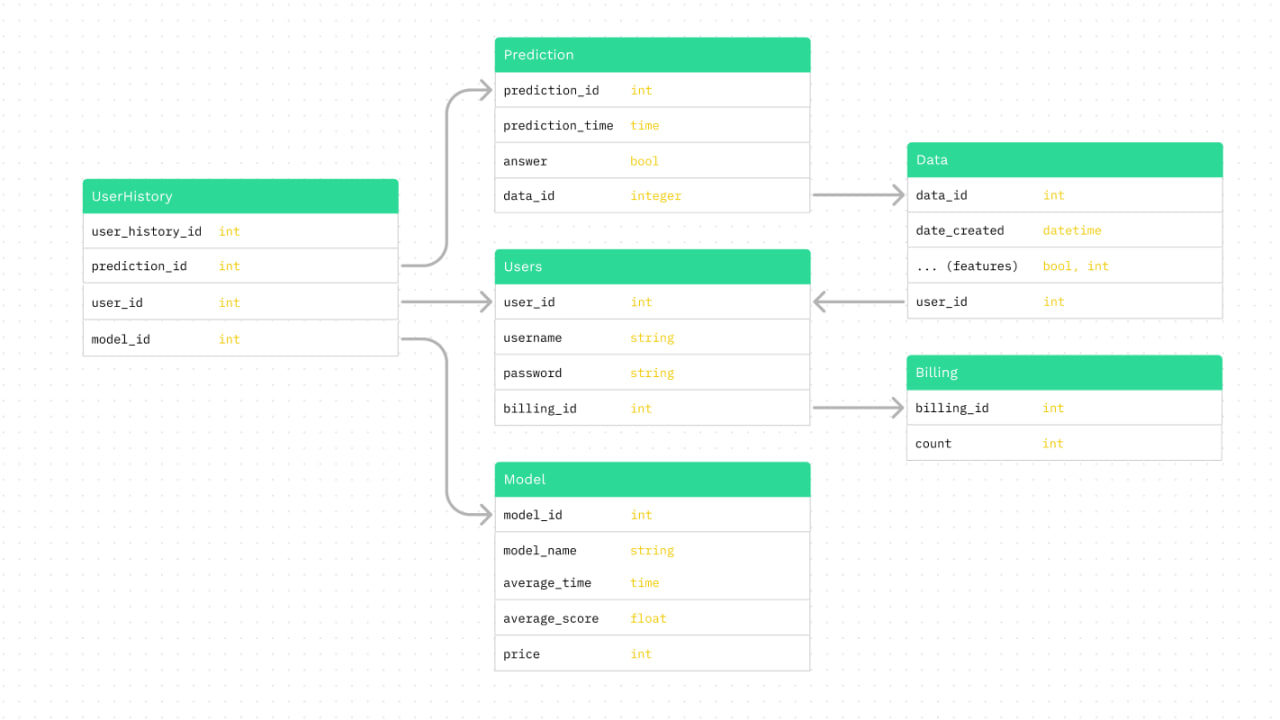 Prediction
prediction_id int
prediction_time time
answer bool
data_id integer
Data
data_id int
date_created datetime
... (features) bool, int
user_id int
UserHistory
user_history_id int
prediction_id int
user_id int
model_id int
Users
user_id int
username string
password string
billing_id int
Billing
billing_id int
count int
Model
model_id int
model_name string
average_time time
average_score float
price int